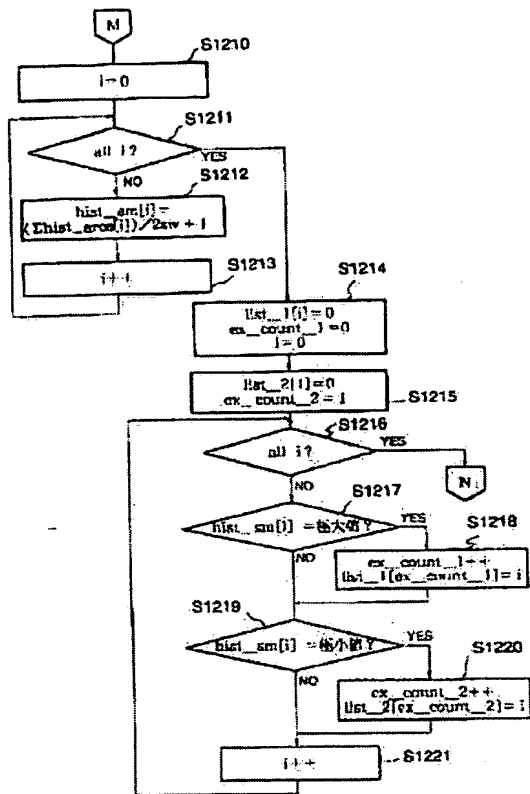 M
S1210
i=0
S1211
all i?
YES
NO
S1212
hist_sm[i]=
(Σhist_area[i])/2xiv+1
i++
S1213
S1214
list_1[i]=0
ex_count_1=0
i=0
list_2[i]=0
ex_count_2=1
S1215
S1216
all i?
YES
N
NO
S1217
hist_sm[i] =極大値?
YES
S1218
NO
ex_count_1++
list_1[ex_count_1]=i
S1219
hist_sm[i] =極小値?
YES
S1220
NO
ex_count_2++
list_2[ex_count_2]=i
i++
S1221